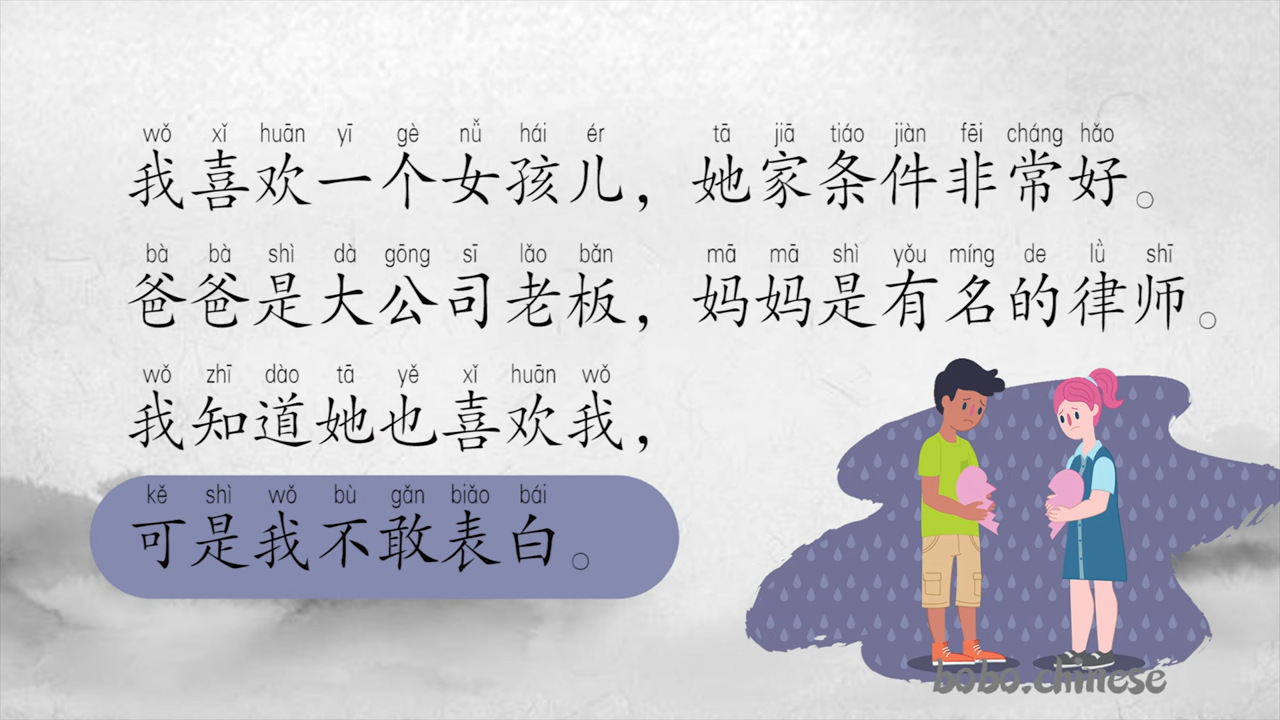 wǒ xǐ huān yī gè nǚ hái ér tā jiā tiáo jiàn fēi cháng hǎo
我喜欢一个女孩儿，她家条件非常好。
bà bà shì dà gōng sī lǎo bǎn mā mā shì yǒu míng de lǜ shī
爸爸是大公司老板，妈妈是有名的律师。
wǒ zhī dào tā yě xǐ huān wǒ
我知道她也喜欢我，
kě shì wǒ bù gǎn biǎo bái
可是我不敢表白。
bobo.chinese